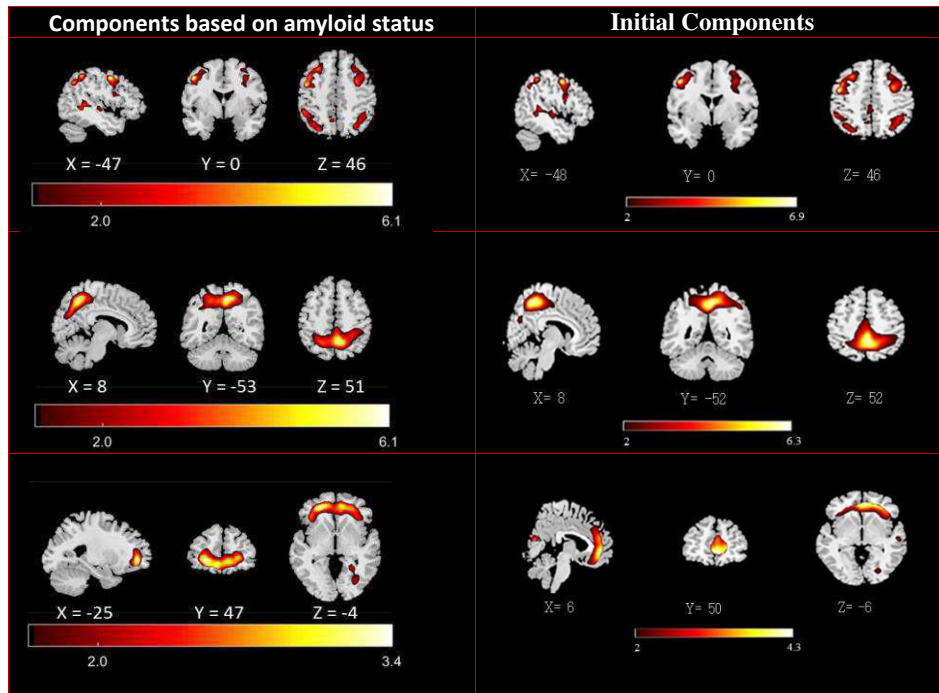 Components based on amyloid status
Initial Components
X = -47 Y = 0 Z = 46
2.0 6.1
X= -48 Y= 0 Z= 46
2 6.9
X = 8 Y = -53 Z = 51
2.0 6.1
X= 8 Y= -52 Z= 52
2 6.3
X = -25 Y = 47 Z = -4
2.0 3.4
X= 6 Y= 50 Z= -6
2 4.3